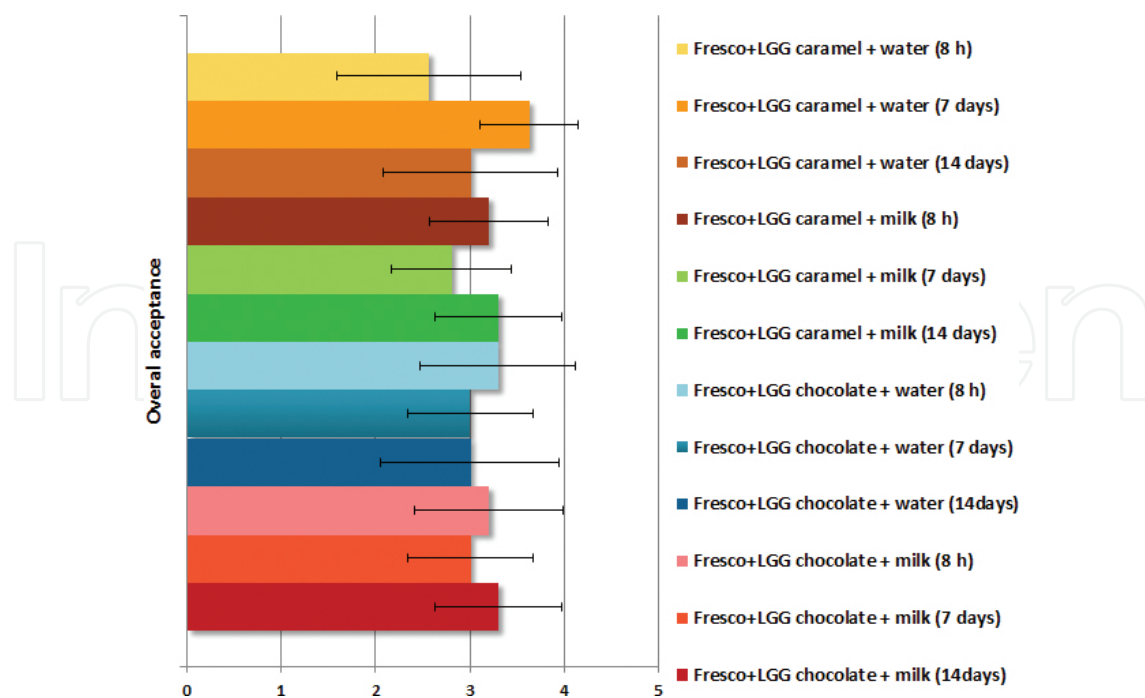 Overal acceptance
0 1 2 3 4 5
Fresco+LGG caramel + water (8 h)
Fresco+LGG caramel + water (7 days)
Fresco+LGG caramel + water (14 days)
Fresco+LGG caramel + milk (8 h)
Fresco+LGG caramel + milk (7 days)
Fresco+LGG caramel + milk (14 days)
Fresco+LGG chocolate + water (8 h)
Fresco+LGG chocolate + water (7 days)
Fresco+LGG chocolate + water (14days)
Fresco+LGG chocolate + milk (8 h)
Fresco+LGG chocolate + milk (7 days)
Fresco+LGG chocolate + milk (14days)